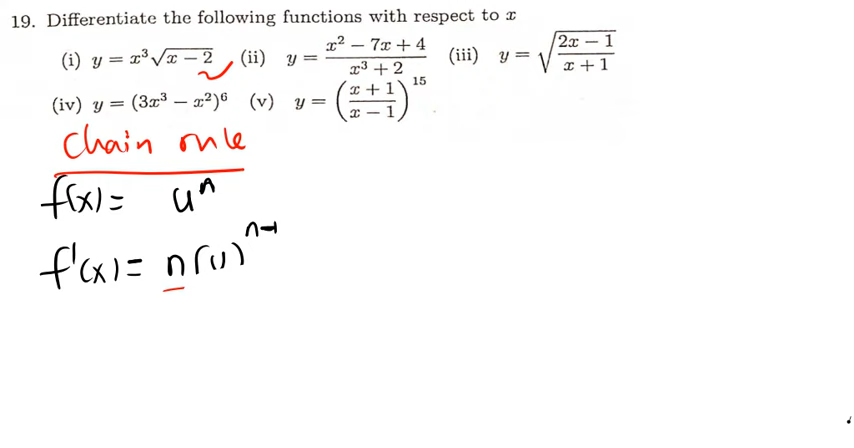 19. Differentiate the following functions with respect to x
(i) y = x³√(x − 2) (ii) y = (x² − 7x + 4)/(x³ + 2) (iii) y = √((2x − 1)/(x + 1))
(iv) y = (3x³ − x²)⁶ (v) y = ((x + 1)/(x − 1))¹⁵
Chain rule
f(x) = uⁿ
f'(x) = n(u)ⁿ⁻¹